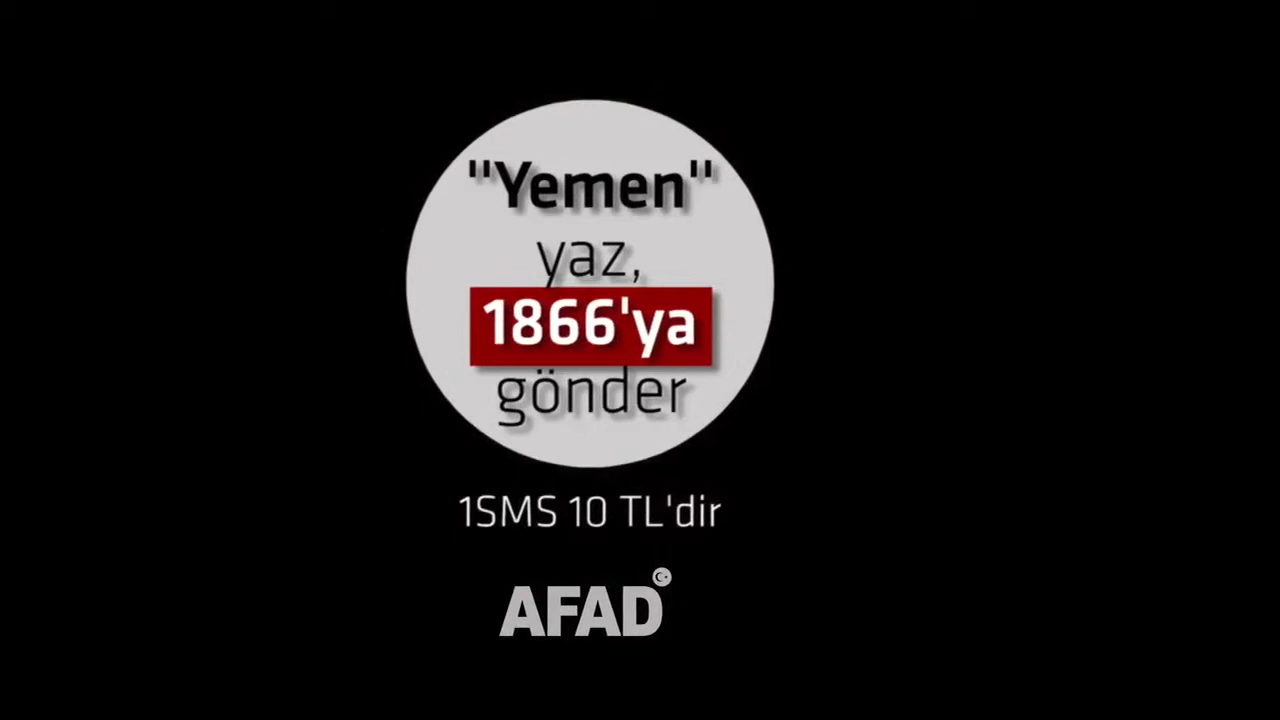 "Yemen"
yaz,
1866'ya
gönder
1SMS 10 TL'dir
AFAD